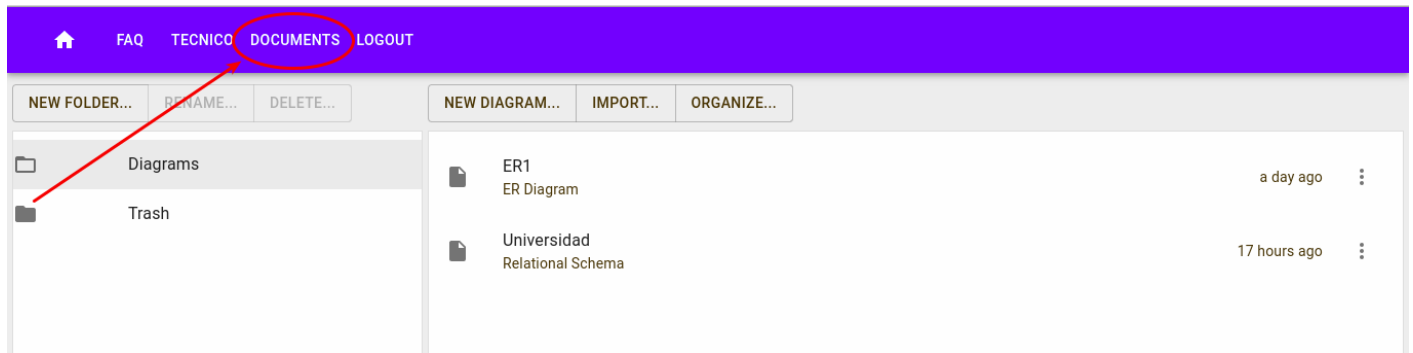 FAQ TECNICO DOCUMENTS LOGOUT
NEW FOLDER... RENAME... DELETE... NEW DIAGRAM... IMPORT... ORGANIZE...
Diagrams
Trash
ER1
ER Diagram
a day ago
Universidad
Relational Schema
17 hours ago